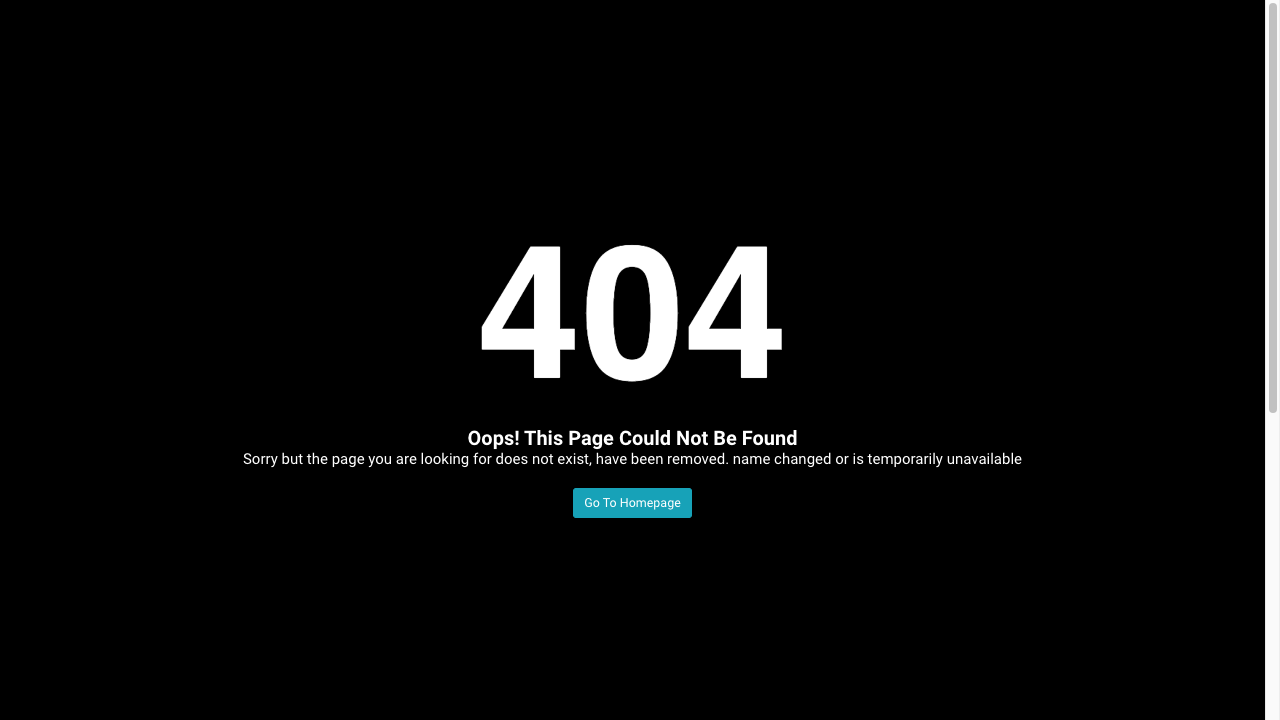 404
Oops! This Page Could Not Be Found
Sorry but the page you are looking for does not exist, have been removed. name changed or is temporarily unavailable
Go To Homepage